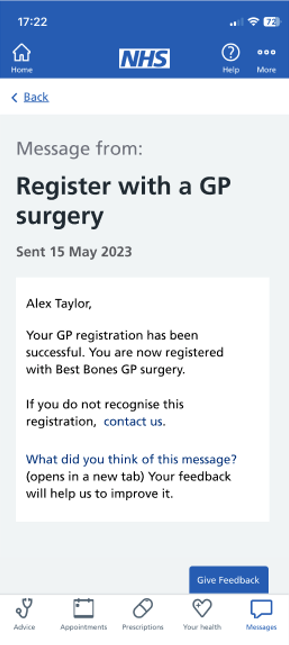 17:22
72
Home
NHS
Help
More
Back
Message from:
Register with a GP
surgery
Sent 15 May 2023
Alex Taylor,
Your GP registration has been
successful. You are now registered
with Best Bones GP surgery.
If you do not recognise this
registration, contact us.
What did you think of this message?
(opens in a new tab) Your feedback
will help us to improve it.
Give Feedback
Advice
Appointments
Prescriptions
Your health
Messages